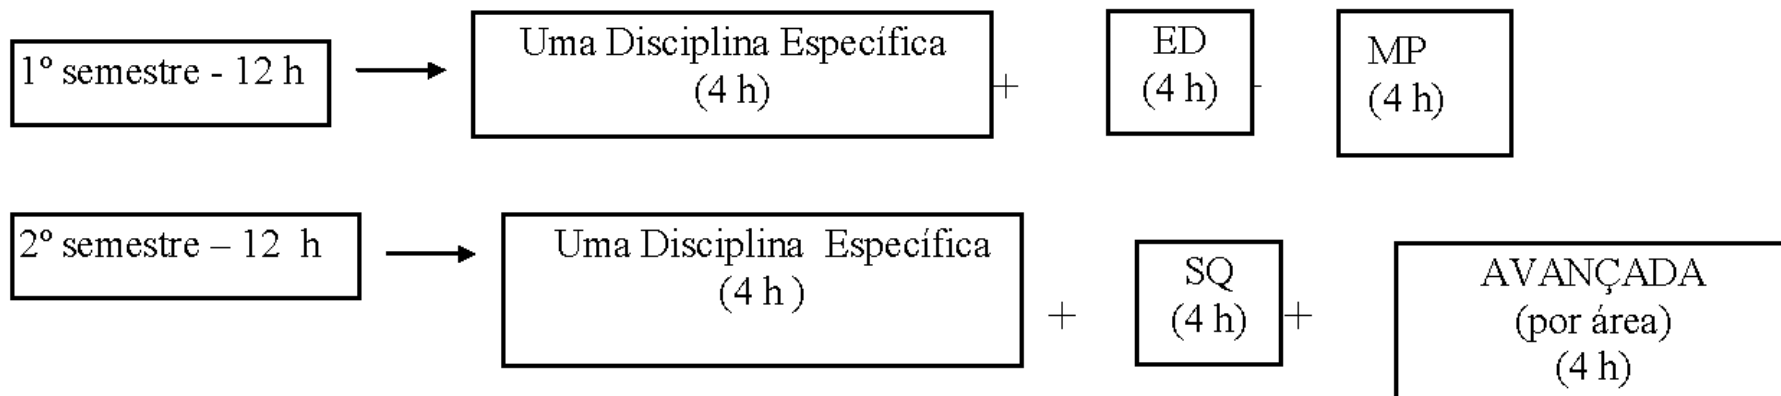 1º semestre - 12 h
Uma Disciplina Específica
(4 h)
+
ED
(4 h)
-
MP
(4 h)
2º semestre – 12 h
Uma Disciplina Específica
(4 h )
+
SQ
(4 h)
+
AVANÇADA
(por área)
(4 h)